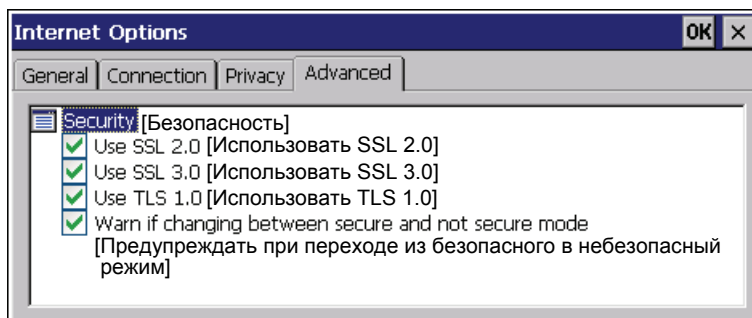 Internet Options OK ×
General Connection Privacy Advanced
Security [Безопасность]
Use SSL 2.0 [Использовать SSL 2.0]
Use SSL 3.0 [Использовать SSL 3.0]
Use TLS 1.0 [Использовать TLS 1.0]
Warn if changing between secure and not secure mode
[Предупреждать при переходе из безопасного в небезопасный
режим]